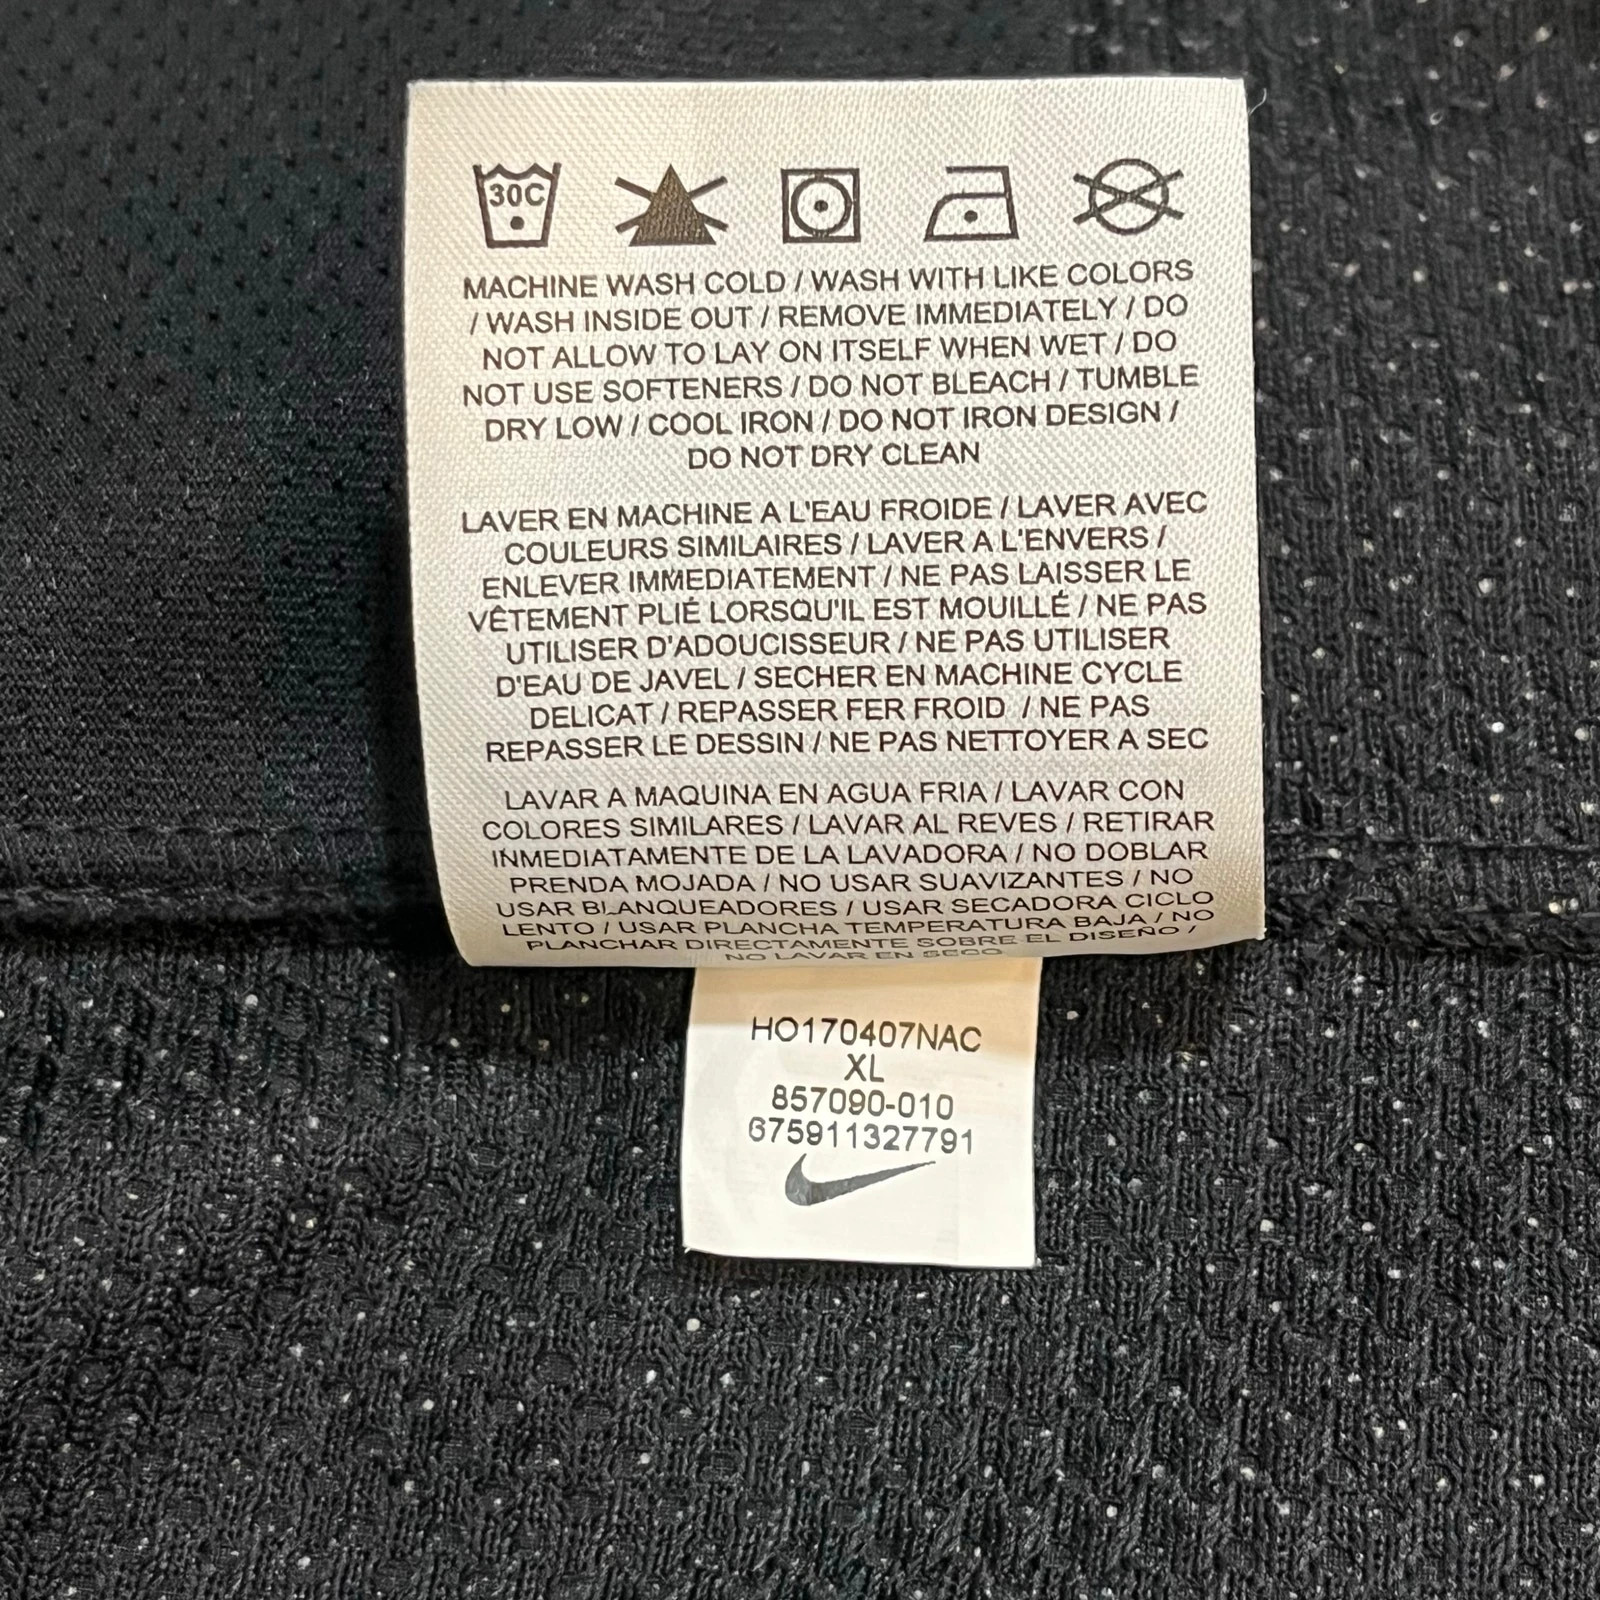 30C
MACHINE WASH COLD / WASH WITH LIKE COLORS
/ WASH INSIDE OUT / REMOVE IMMEDIATELY / DO
NOT ALLOW TO LAY ON ITSELF WHEN WET / DO
NOT USE SOFTENERS / DO NOT BLEACH / TUMBLE
DRY LOW / COOL IRON / DO NOT IRON DESIGN /
DO NOT DRY CLEAN
LAVER EN MACHINE A L'EAU FROIDE / LAVER AVEC
COULEURS SIMILAIRES / LAVER A L'ENVERS /
ENLEVER IMMEDIATEMENT / NE PAS LAISSER LE
VÊTEMENT PLIÉ LORSQU'IL EST MOUILLÉ / NE PAS
UTILISER D'ADOUCISSEUR / NE PAS UTILISER
D'EAU DE JAVEL / SECHER EN MACHINE CYCLE
DELICAT / REPASSER FER FROID / NE PAS
REPASSER LE DESSIN / NE PAS NETTOYER A SEC
LAVAR A MAQUINA EN AGUA FRIA / LAVAR CON
COLORES SIMILARES / LAVAR AL REVES / RETIRAR
INMEDIATAMENTE DE LA LAVADORA / NO DOBLAR
PRENDA MOJADA / NO USAR SUAVIZANTES / NO
USAR BLANQUEADORES / USAR SECADORA CICLO
LENTO / USAR PLANCHA TEMPERATURA BAJA / NO
PLANCHAR DIRECTAMENTE SOBRE EL DISEÑO /
NO LAVAR EN SECO
HO170407NAC
XL
857090-010
675911327791